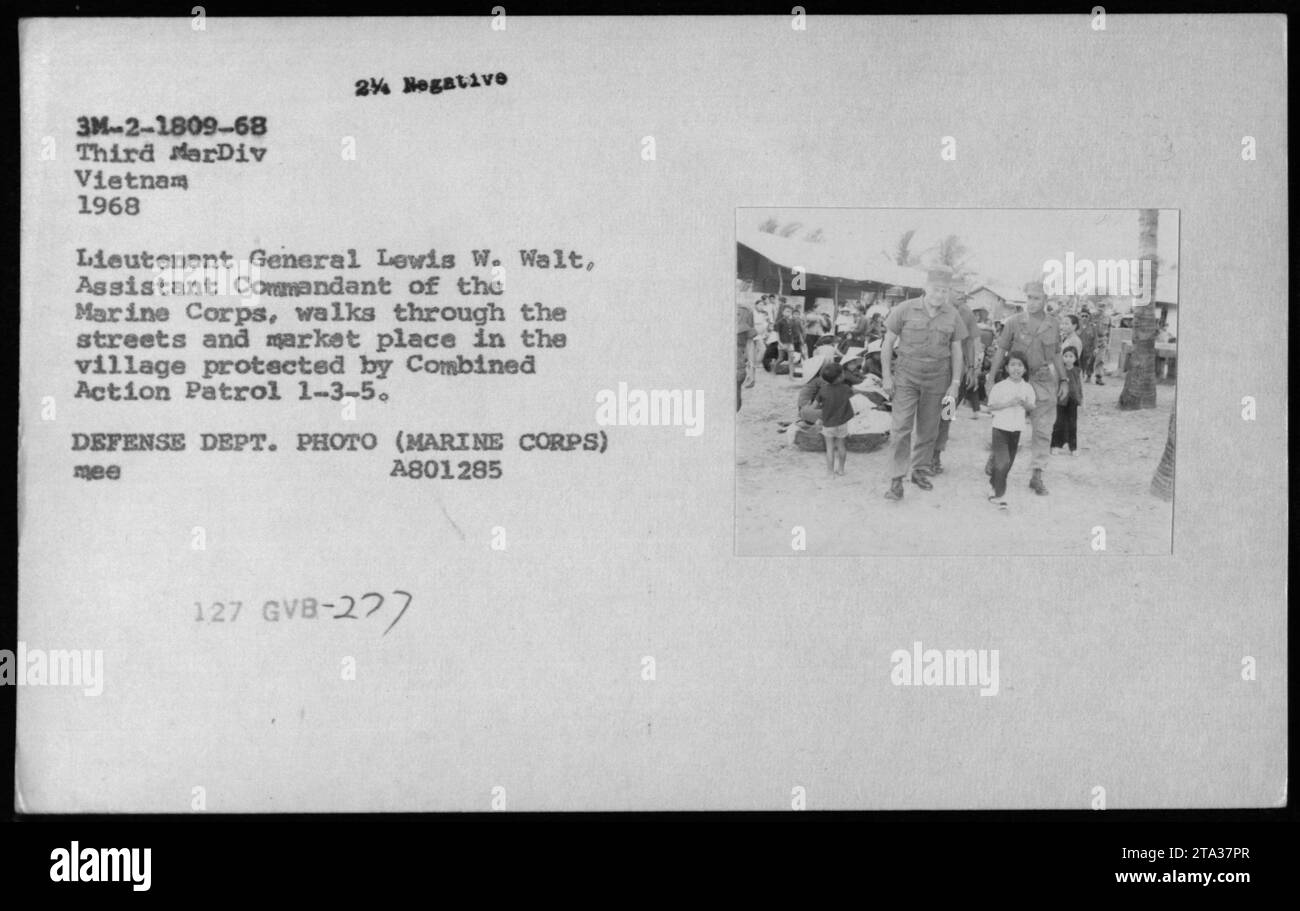 2¼ Negative
3M-2-1809-68
Third MarDiv
Vietnam
1968
Lieutenant General Lewis W. Walt,
Assistant Commandant of the
Marine Corps, walks through the
streets and market place in the
village protected by Combined
Action Patrol 1-3-5.
DEFENSE DEPT. PHOTO (MARINE CORPS)
mee A801285
127 GVB-277
alamy
alamy
alamy
alamy
alamy
Image ID: 2TA37PR
www.alamy.com